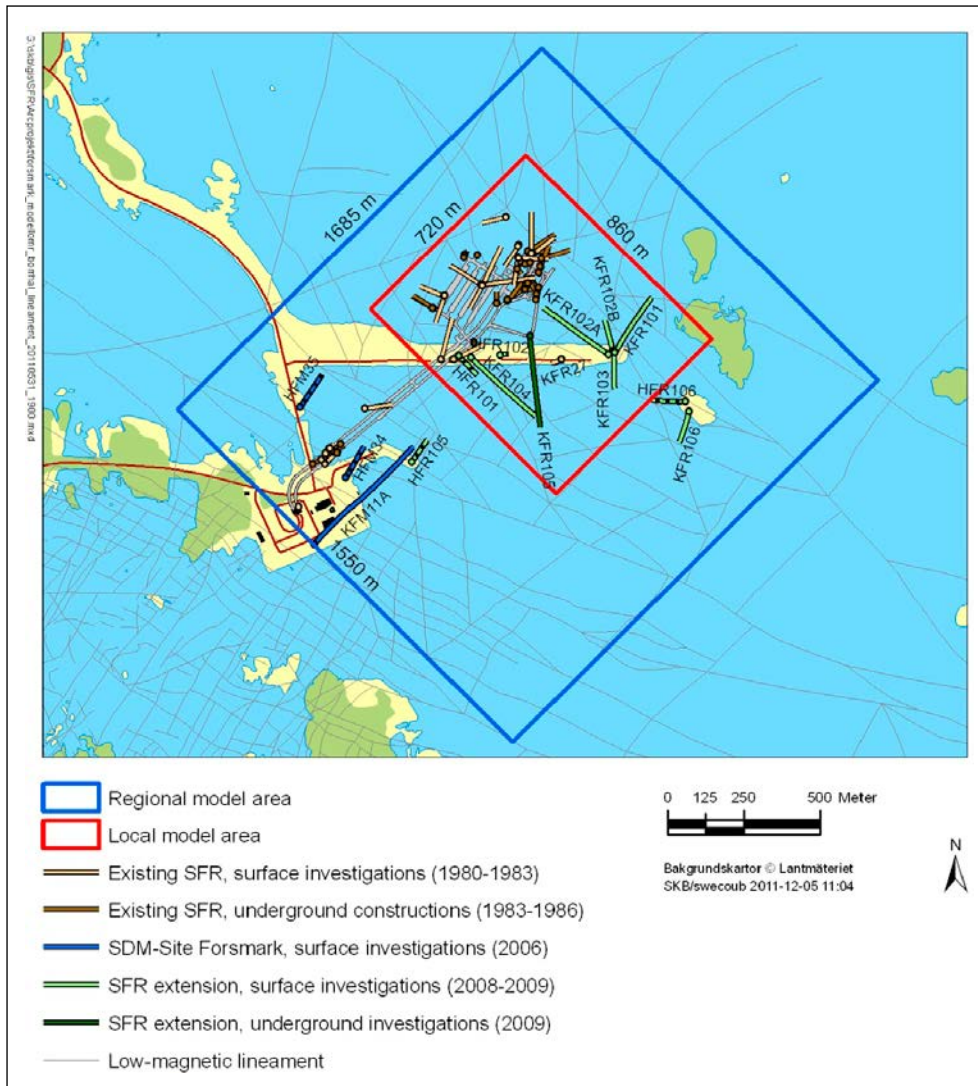 1685 m
720 m
860 m
KFR102A
KFR102B
KFR101
HFR102
KFR104
HFR101
KFR27
KFR103
HFR106
KFR106
KFR105
HFM35
HFM34
HFR105
KFM11A
1550 m
Regional model area
Local model area
Existing SFR, surface investigations (1980-1983)
Existing SFR, underground constructions (1983-1986)
SDM-Site Forsmark, surface investigations (2006)
SFR extension, surface investigations (2008-2009)
SFR extension, underground investigations (2009)
Low-magnetic lineament
0 125 250 500 Meter
Bakgrundskartor © Lantmäteriet
SKB/swecoub 2011-12-05 11:04
N